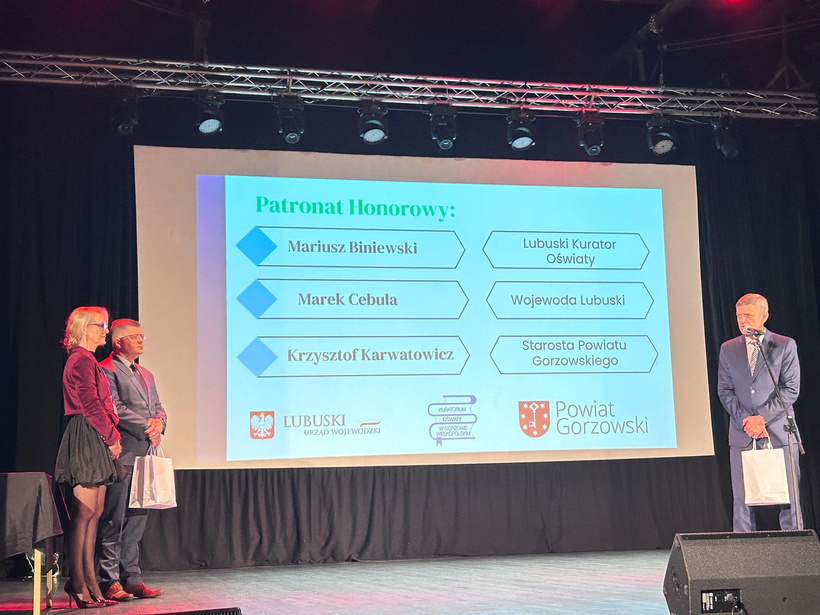 Patronat Honorowy:
Mariusz Biniewski
Lubuski Kurator
Oświaty
Marek Cebula
Wojewoda Lubuski
Krzysztof Karwatowicz
Starosta Powiatu
Gorzowskiego
LUBUSKI
URZĄD WOJEWÓDZKI
KURATORIUM
OŚWIATY
W GORZOWIE
WIELKOPOLSKIM
Powiat
Gorzowski